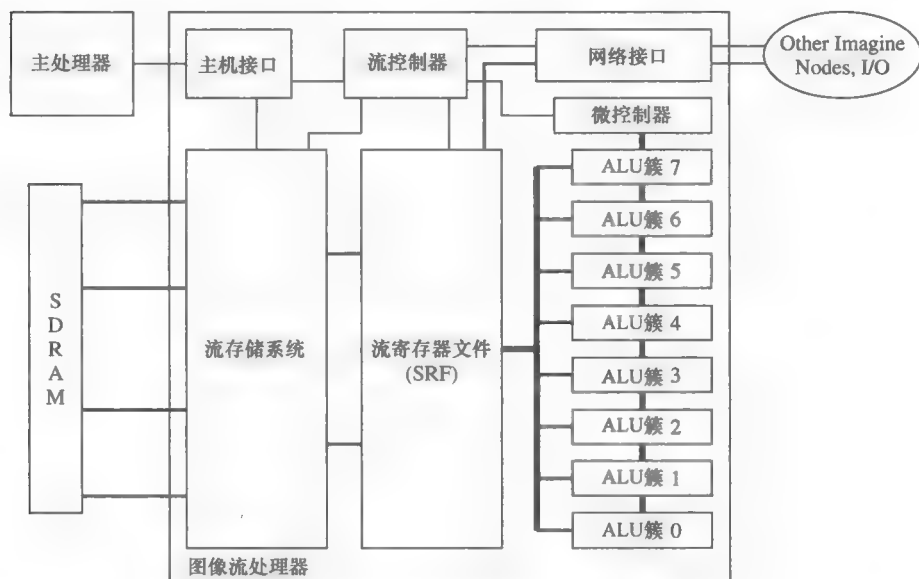 主处理器
主机接口
流控制器
网络接口
Other Imagine
Nodes, I/O
微控制器
ALU簇 7
ALU簇 6
ALU簇 5
ALU簇 4
ALU簇 3
ALU簇 2
ALU簇 1
ALU簇 0
S
D
R
A
M
流存储系统
流寄存器文件
(SRF)
图像流处理器